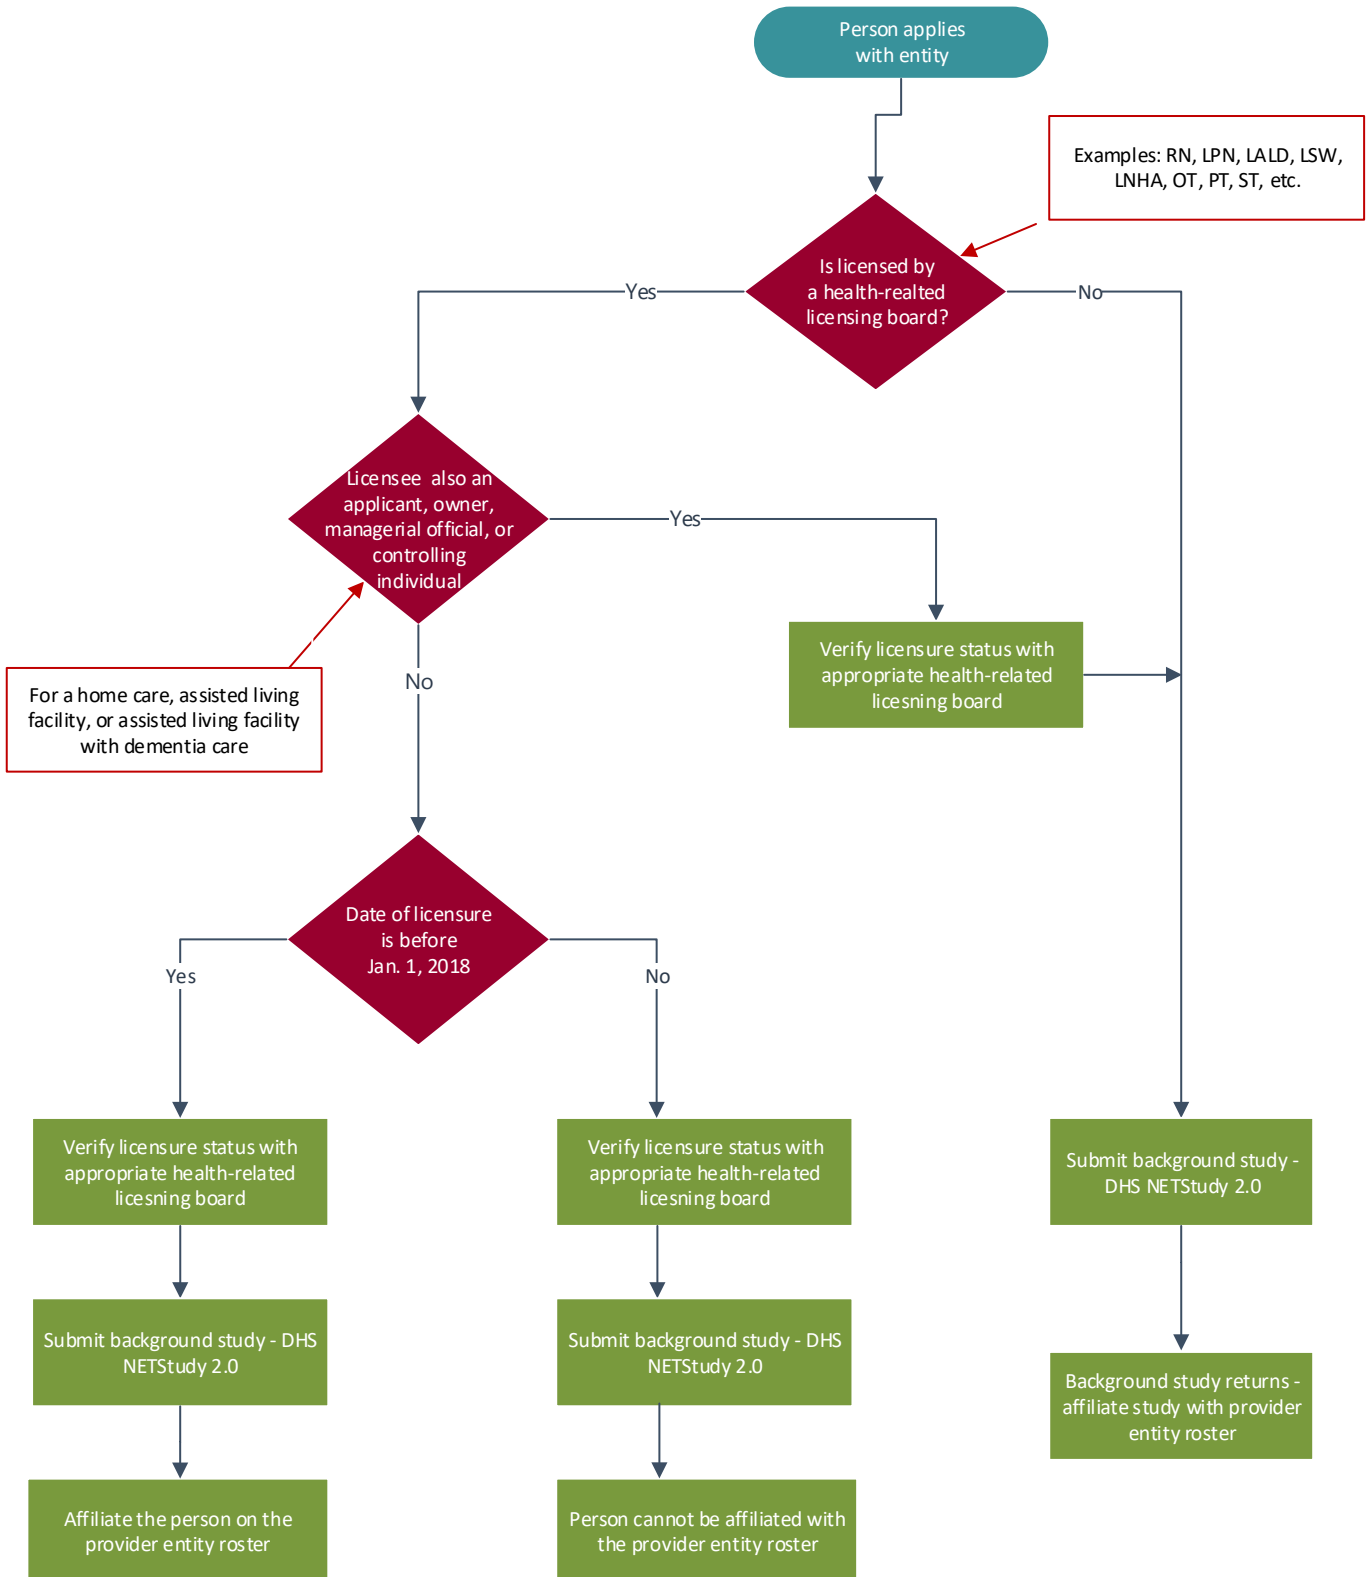 Person applies
with entity
Examples: RN, LPN, LALD, LSW,
LNHA, OT, PT, ST, etc.
Is licensed by
a health-realted
licensing board?
Yes
No
Licensee also an
applicant, owner,
managerial official, or
controlling
individual
Yes
Verify licensure status with
appropriate health-related
licesning board
For a home care, assisted living
facility, or assisted living facility
with dementia care
No
Date of licensure
is before
Jan. 1, 2018
Yes
No
Verify licensure status with
appropriate health-related
licesning board
Verify licensure status with
appropriate health-related
licesning board
Submit background study -
DHS NETStudy 2.0
Submit background study - DHS
NETStudy 2.0
Submit background study - DHS
NETStudy 2.0
Background study returns -
affiliate study with provider
entity roster
Affiliate the person on the
provider entity roster
Person cannot be affiliated with
the provider entity roster